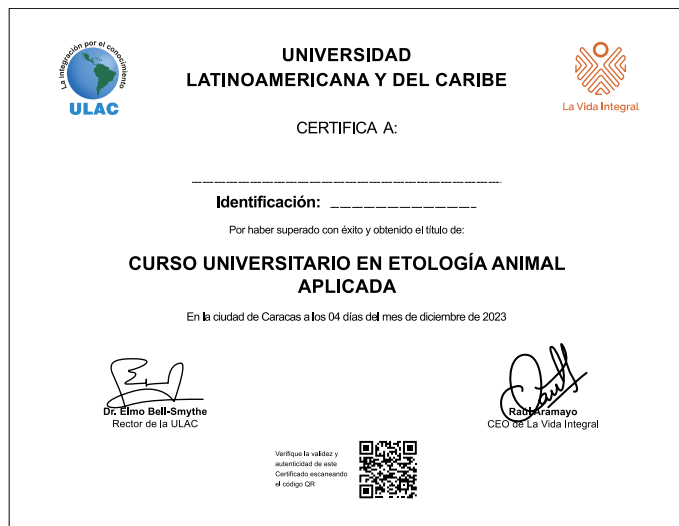 La integración por el conocimiento
ULAC
UNIVERSIDAD
LATINOAMERICANA Y DEL CARIBE
La Vida Integral
CERTIFICA A:
Identificación:
Por haber superado con éxito y obtenido el título de:
CURSO UNIVERSITARIO EN ETOLOGÍA ANIMAL
APLICADA
En la ciudad de Caracas a los 04 días del mes de diciembre de 2023
Dr. Elmo Bell-Smythe
Rector de la ULAC
Raúl Aramayo
CEO de La Vida Integral
Verifique la validez y
autenticidad de este
Certificado escaneando
el código QR